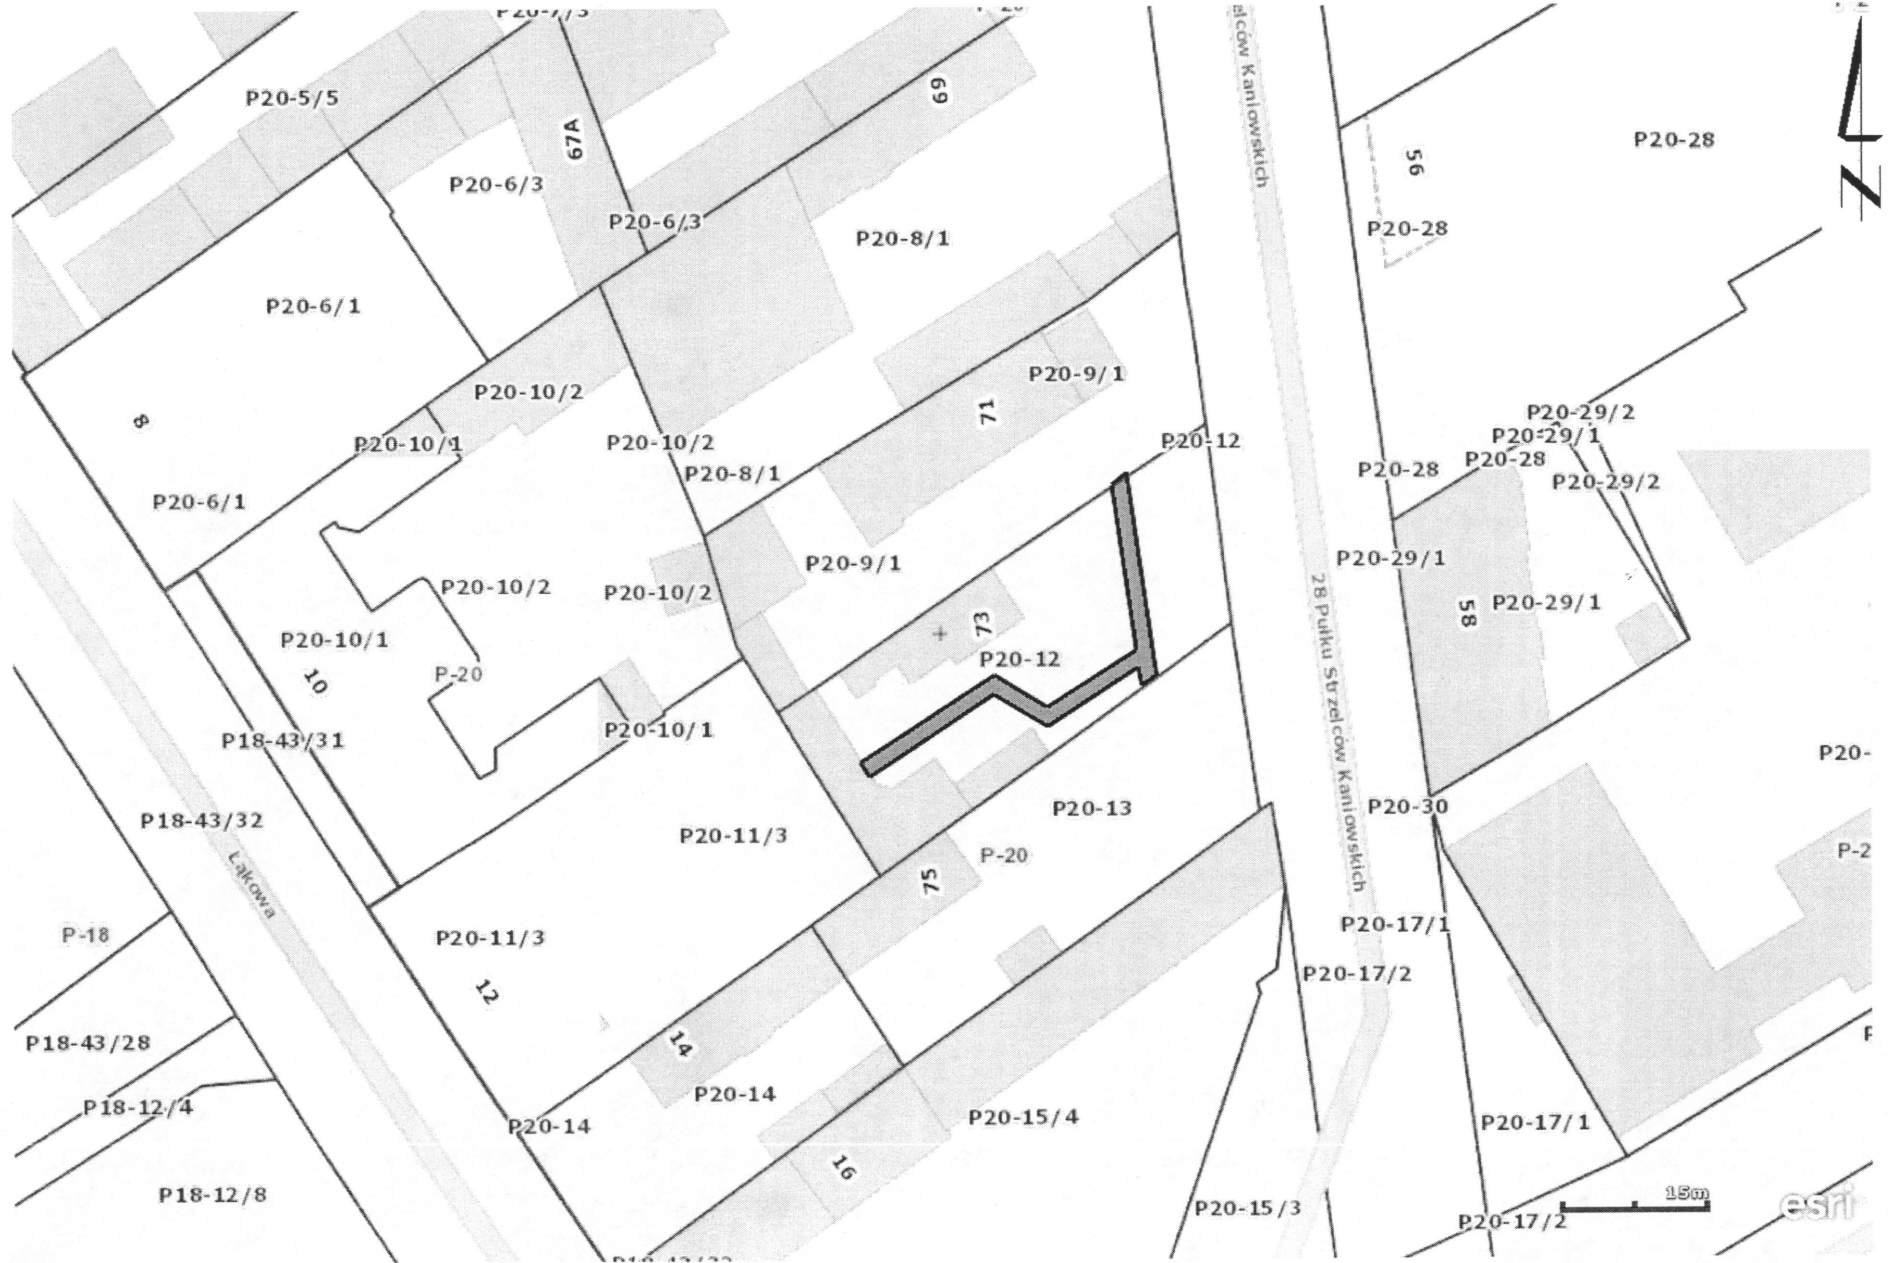 P20-7/3
P20-5/5
69
67A
P20-28
P20-6/3
56
P20-6/3
P20-28
P20-8/1
N
P20-6/1
P20-9/1
P20-10/2
8
71
P20-29/2
P20-10/1
P20-10/2
P20-12
P20-29/1
P20-28
P20-28
P20-8/1
P20-29/2
P20-6/1
P20-9/1
P20-29/1
P20-10/2
P20-10/2
P20-29/1
58
73
P20-10/1
P20-12
P-20
10
28 Pułku Strzelców Kaniowskich
P20-10/1
P18-43/31
P20-
P20-13
P20-30
P18-43/32
P20-11/3
P-20
P-2
75
Łąkowa
P20-17/1
P-18
P20-11/3
P20-17/2
12
P18-43/28
14
P20-14
P18-12/4
P20-15/4
P20-14
P20-17/1
16
P18-12/8
P20-15/3
15m
esri
P20-17/2